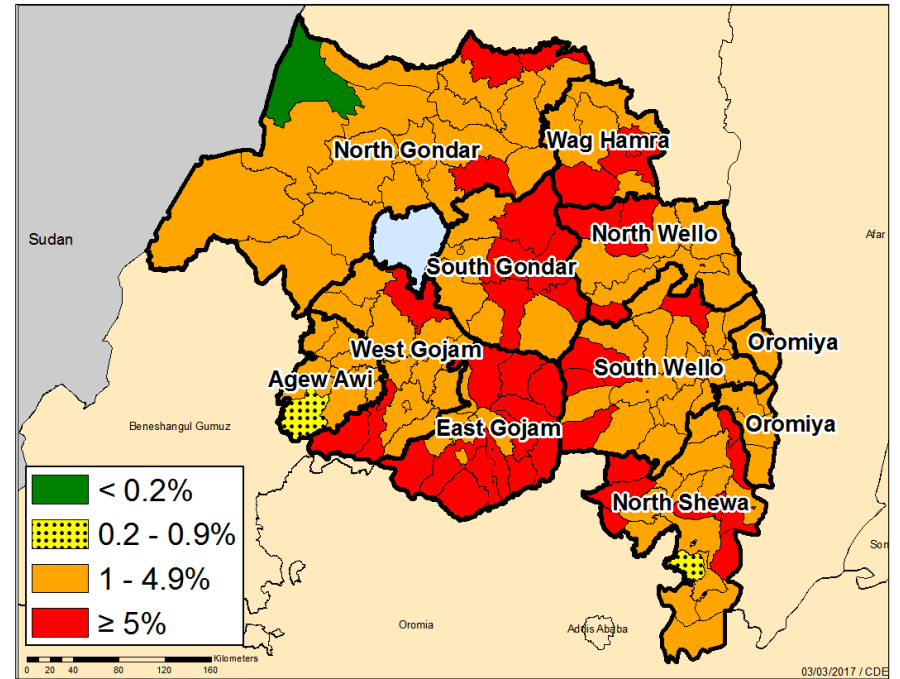 Wag Hamra
North Gondar
North Wello
Sudan
Afar
South Gondar
Oromiya
West Gojam
South Wello
Agew Awi
Oromiya
Beneshangul Gumuz
East Gojam
North Shewa
< 0.2%
0.2 - 0.9%
1 - 4.9%
≥ 5%
Som
Oromia
Addis Ababa
Kilometers
0 20 40 80 120 160
03/03/2017 / CDE